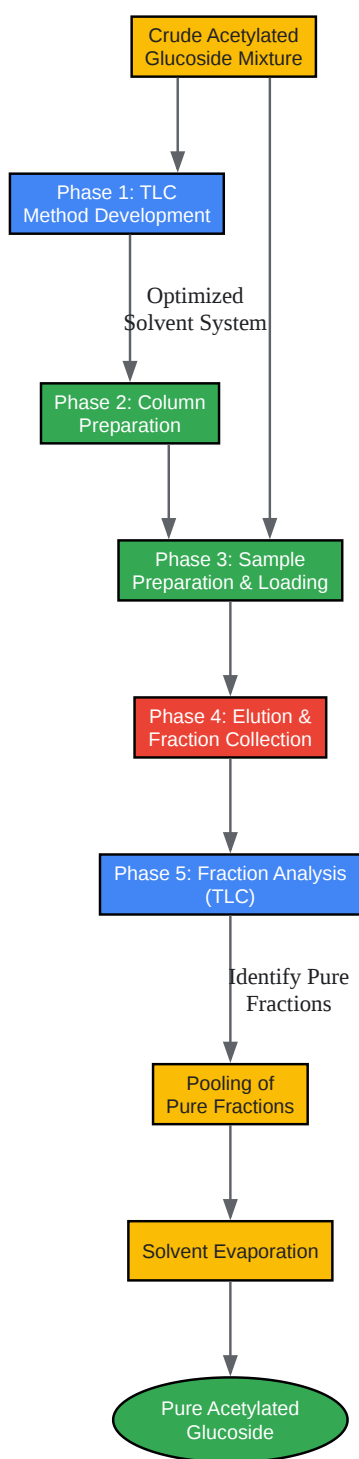 Crude Acetylated
Glucoside Mixture
Phase 1: TLC
Method Development
Optimized
Solvent System
Phase 2: Column
Preparation
Phase 3: Sample
Preparation & Loading
Phase 4: Elution &
Fraction Collection
Phase 5: Fraction Analysis
(TLC)
Identify Pure
Fractions
Pooling of
Pure Fractions
Solvent Evaporation
Pure Acetylated
Glucoside